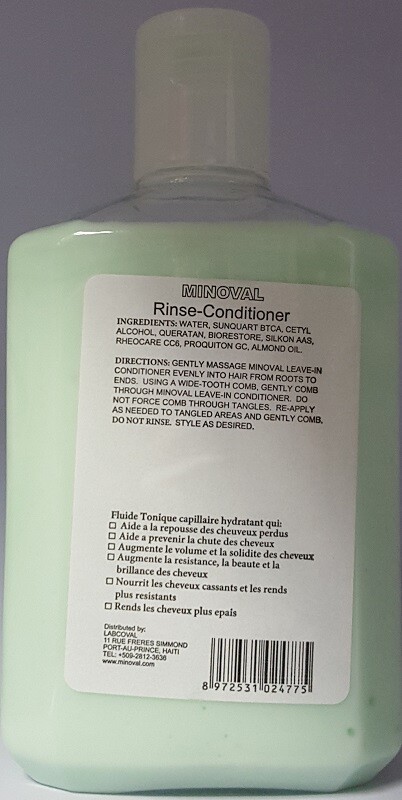 MINOVAL
Rinse-Conditioner
INGREDIENTS: WATER, SUNQUART BTCA, CETYL
ALCOHOL, QUERATAN, BIORESTORE, SILKON AAS,
RHEOCARE CC6, PROQUITON GC, ALMOND OIL.
DIRECTIONS: GENTLY MASSAGE MINOVAL LEAVE-IN
CONDITIONER EVENLY INTO HAIR FROM ROOTS TO
ENDS. USING A WIDE-TOOTH COMB, GENTLY COMB
THROUGH MINOVAL LEAVE-IN CONDITIONER. DO
NOT FORCE COMB THROUGH TANGLES. RE-APPLY
AS NEEDED TO TANGLED AREAS AND GENTLY COMB,
DO NOT RINSE. STYLE AS DESIRED.
Fluide Tonique capillaire hydratant qui:
☐ Aide a la repousse des cheuveux perdus
☐ Aide a prevenir la chute des cheveux
☐ Augmente le volume et la solidite des cheveux
☐ Augmente la resistance, la beaute et la
brillance des cheveux
☐ Nourrit les cheveux cassants et les rends
plus resistants
☐ Rends les cheveux plus epaîs
Distributed by:
LABCOVAL
11 RUE FRERES SIMMOND
PORT-AU-PRINCE, HAITI
TEL: +509-2812-3636
www.minoval.com
8 972531 024775